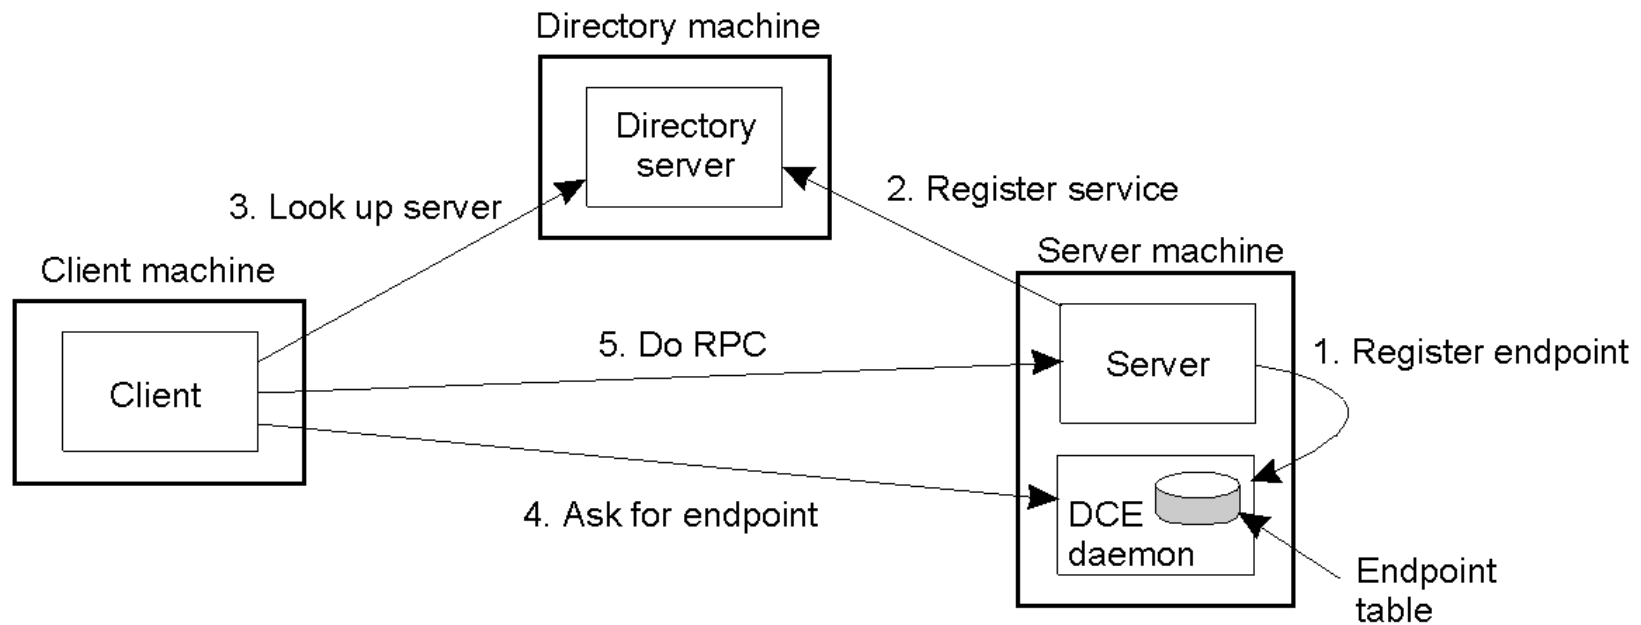 Directory machine
Directory
server
3. Look up server
2. Register service
Client machine
Server machine
5. Do RPC
1. Register endpoint
Client
Server
4. Ask for endpoint
DCE
daemon
Endpoint
table